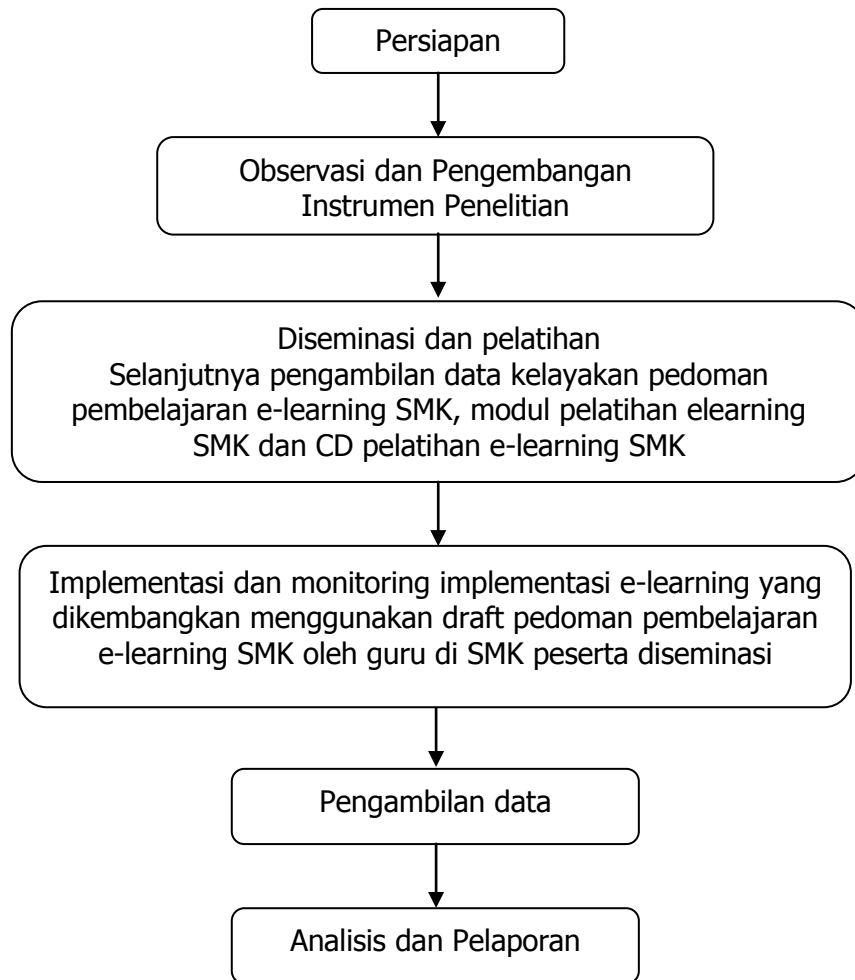 Persiapan
Observasi dan Pengembangan
Instrumen Penelitian
Diseminasi dan pelatihan
Selanjutnya pengambilan data kelayakan pedoman
pembelajaran e-learning SMK, modul pelatihan elearning
SMK dan CD pelatihan e-learning SMK
Implementasi dan monitoring implementasi e-learning yang
dikembangkan menggunakan draft pedoman pembelajaran
e-learning SMK oleh guru di SMK peserta diseminasi
Pengambilan data
Analisis dan Pelaporan